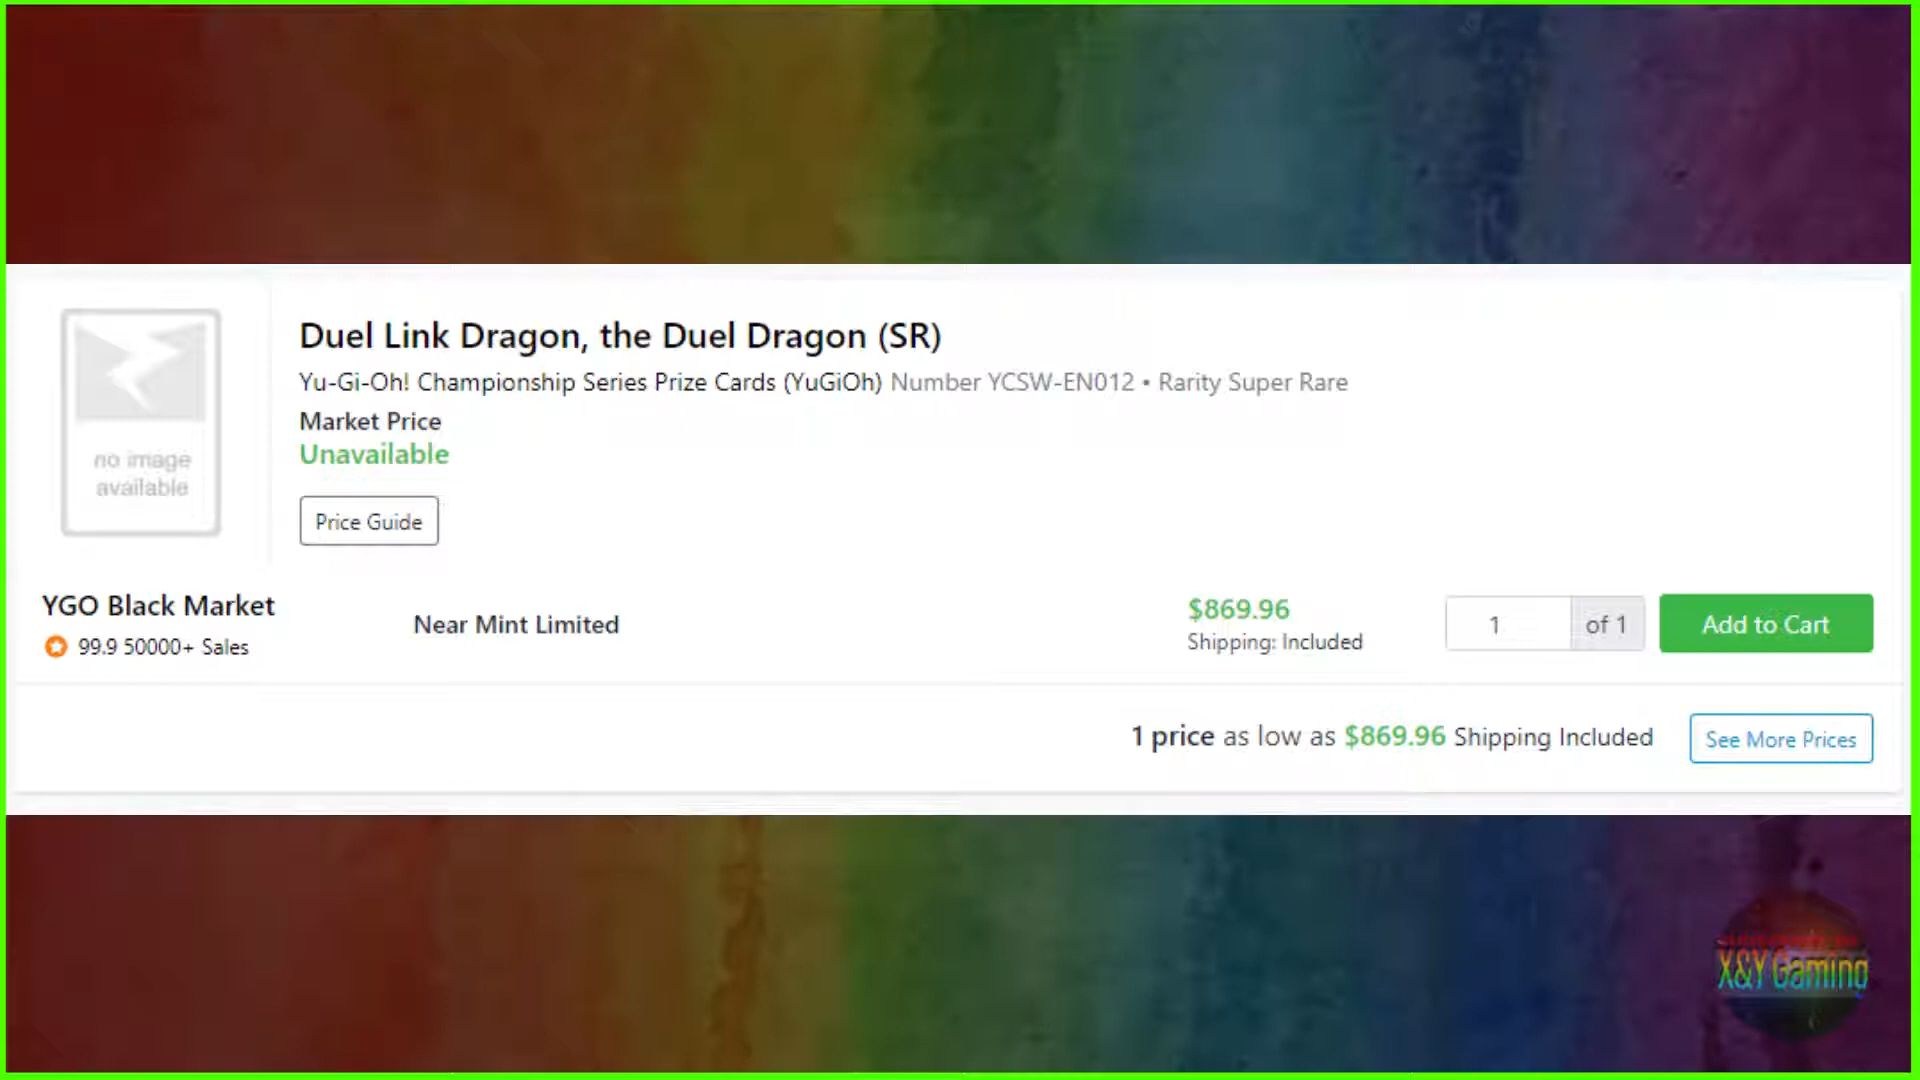 Duel Link Dragon, the Duel Dragon (SR)
Yu-Gi-Oh! Championship Series Prize Cards (YuGiOh) Number YCSW-EN012 • Rarity Super Rare
Market Price
Unavailable
no image
available
Price Guide
YGO Black Market
99.9 50000+ Sales
Near Mint Limited
$869.96
Shipping: Included
1 of 1
Add to Cart
1 price as low as $869.96 Shipping Included
See More Prices
X&Y Gaming